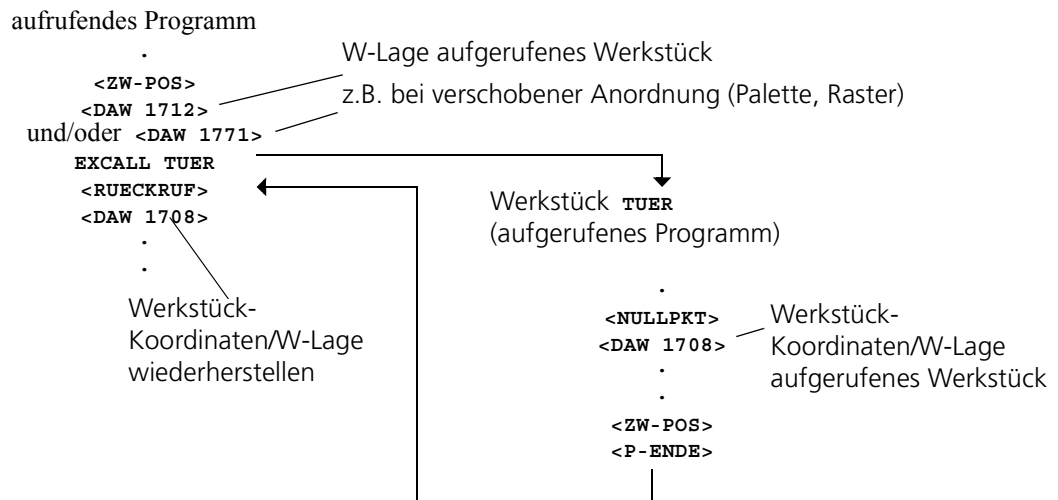 aufrufendes Programm
.
<ZW-POS>
<DAW 1712>
und/oder <DAW 1771>
EXCALL TUER
<RUECKRUF>
<DAW 1708>
.
.
W-Lage aufgerufenes Werkstück
z.B. bei verschobener Anordnung (Palette, Raster)
Werkstück-
Koordinaten/W-Lage
wiederherstellen
Werkstück TUER
(aufgerufenes Programm)
.
<NULLPKT>
<DAW 1708>
.
.
<ZW-POS>
<P-ENDE>
Werkstück-
Koordinaten/W-Lage
aufgerufenes Werkstück